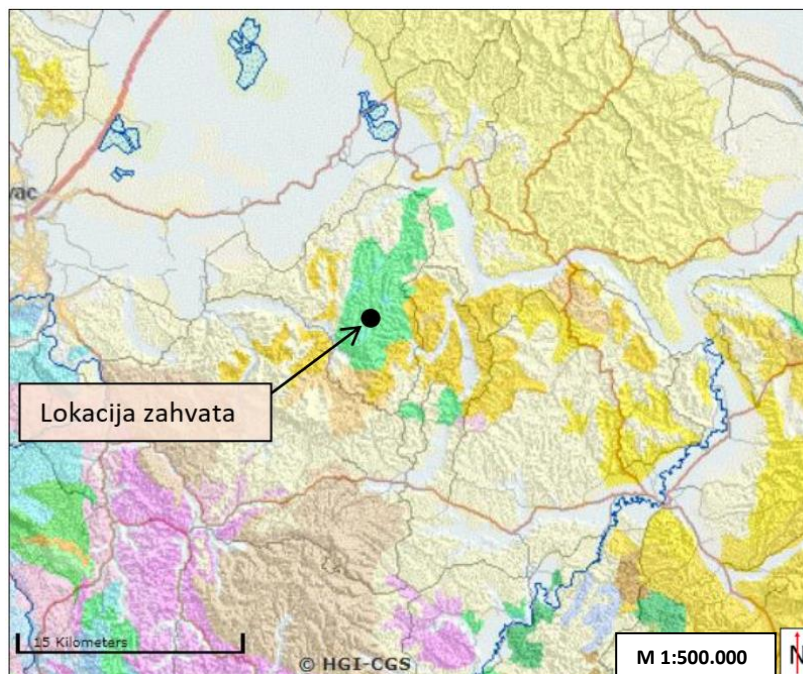 vac
Lokacija zahvata
15 Kilometers
© HGI-CGS
M 1:500.000
N